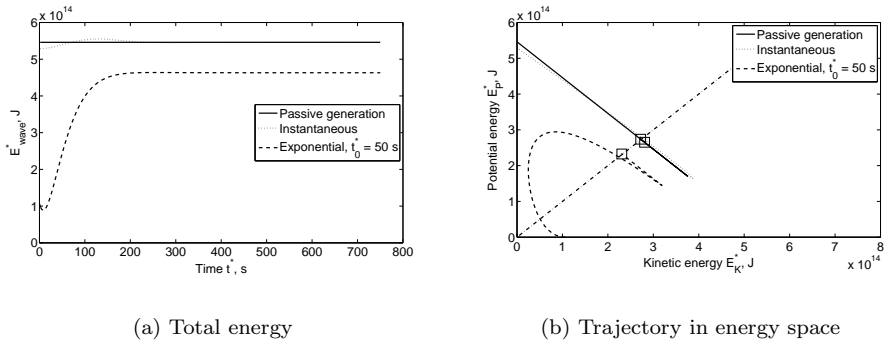 x 10^14
6
5
4
3
2
1
0
E*wave, J
0 100 200 300 400 500 600 700 800
Time t*, s
Passive generation
Instantaneous
Exponential, t*0 = 50 s
(a) Total energy
x 10^14
6
5
4
3
2
1
0
Potential energy E*P, J
0 1 2 3 4 5 6 7 8
Kinetic energy E*K, J
x 10^14
Passive generation
Instantaneous
Exponential, t*0 = 50 s
(b) Trajectory in energy space